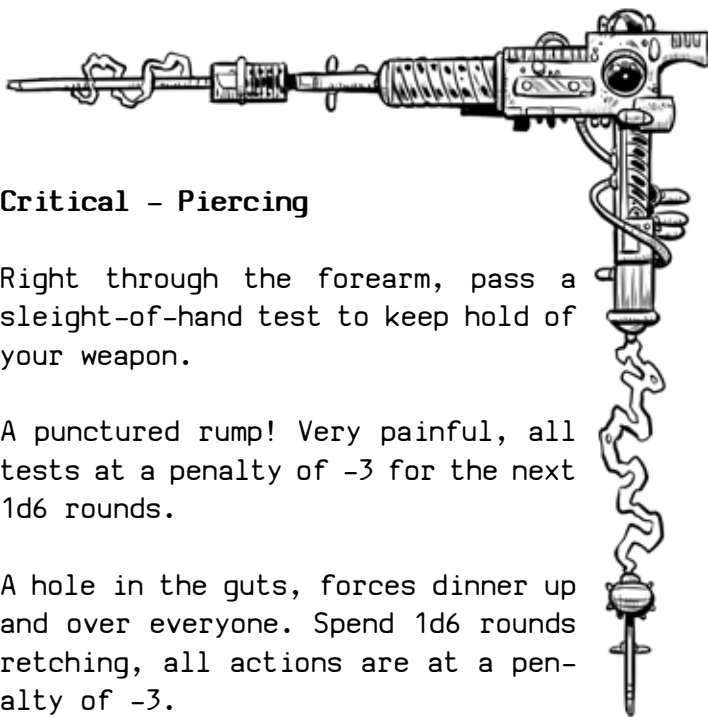 Critical – Piercing
Right through the forearm, pass a
sleight-of-hand test to keep hold of
your weapon.
A punctured rump! Very painful, all
tests at a penalty of -3 for the next
1d6 rounds.
A hole in the guts, forces dinner up
and over everyone. Spend 1d6 rounds
retching, all actions are at a pen-
alty of -3.